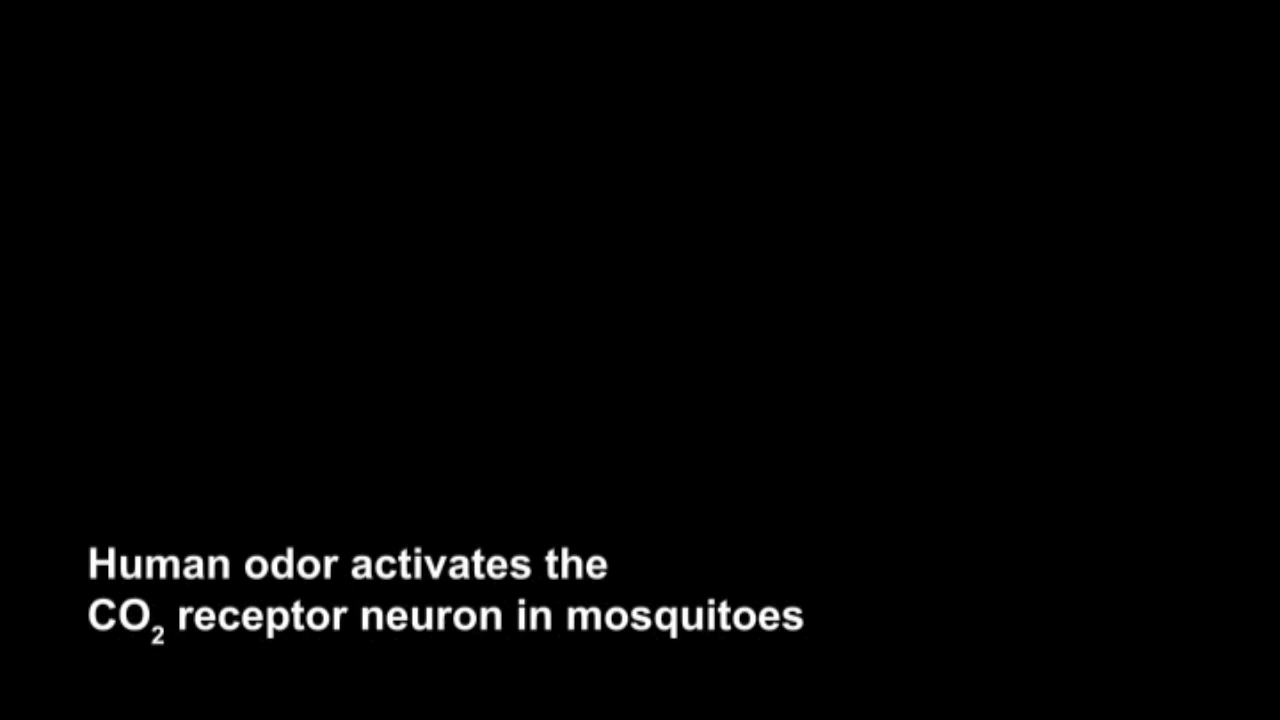 Human odor activates the
CO₂ receptor neuron in mosquitoes